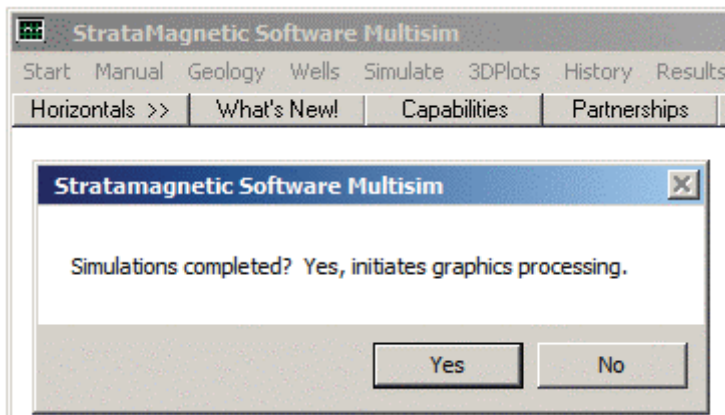 StrataMagnetic Software Multisim
Start Manual Geology Wells Simulate 3DPlots History Results
Horizontals >> What's New! Capabilities Partnerships
Stratamagnetic Software Multisim
Simulations completed? Yes, initiates graphics processing.
Yes No